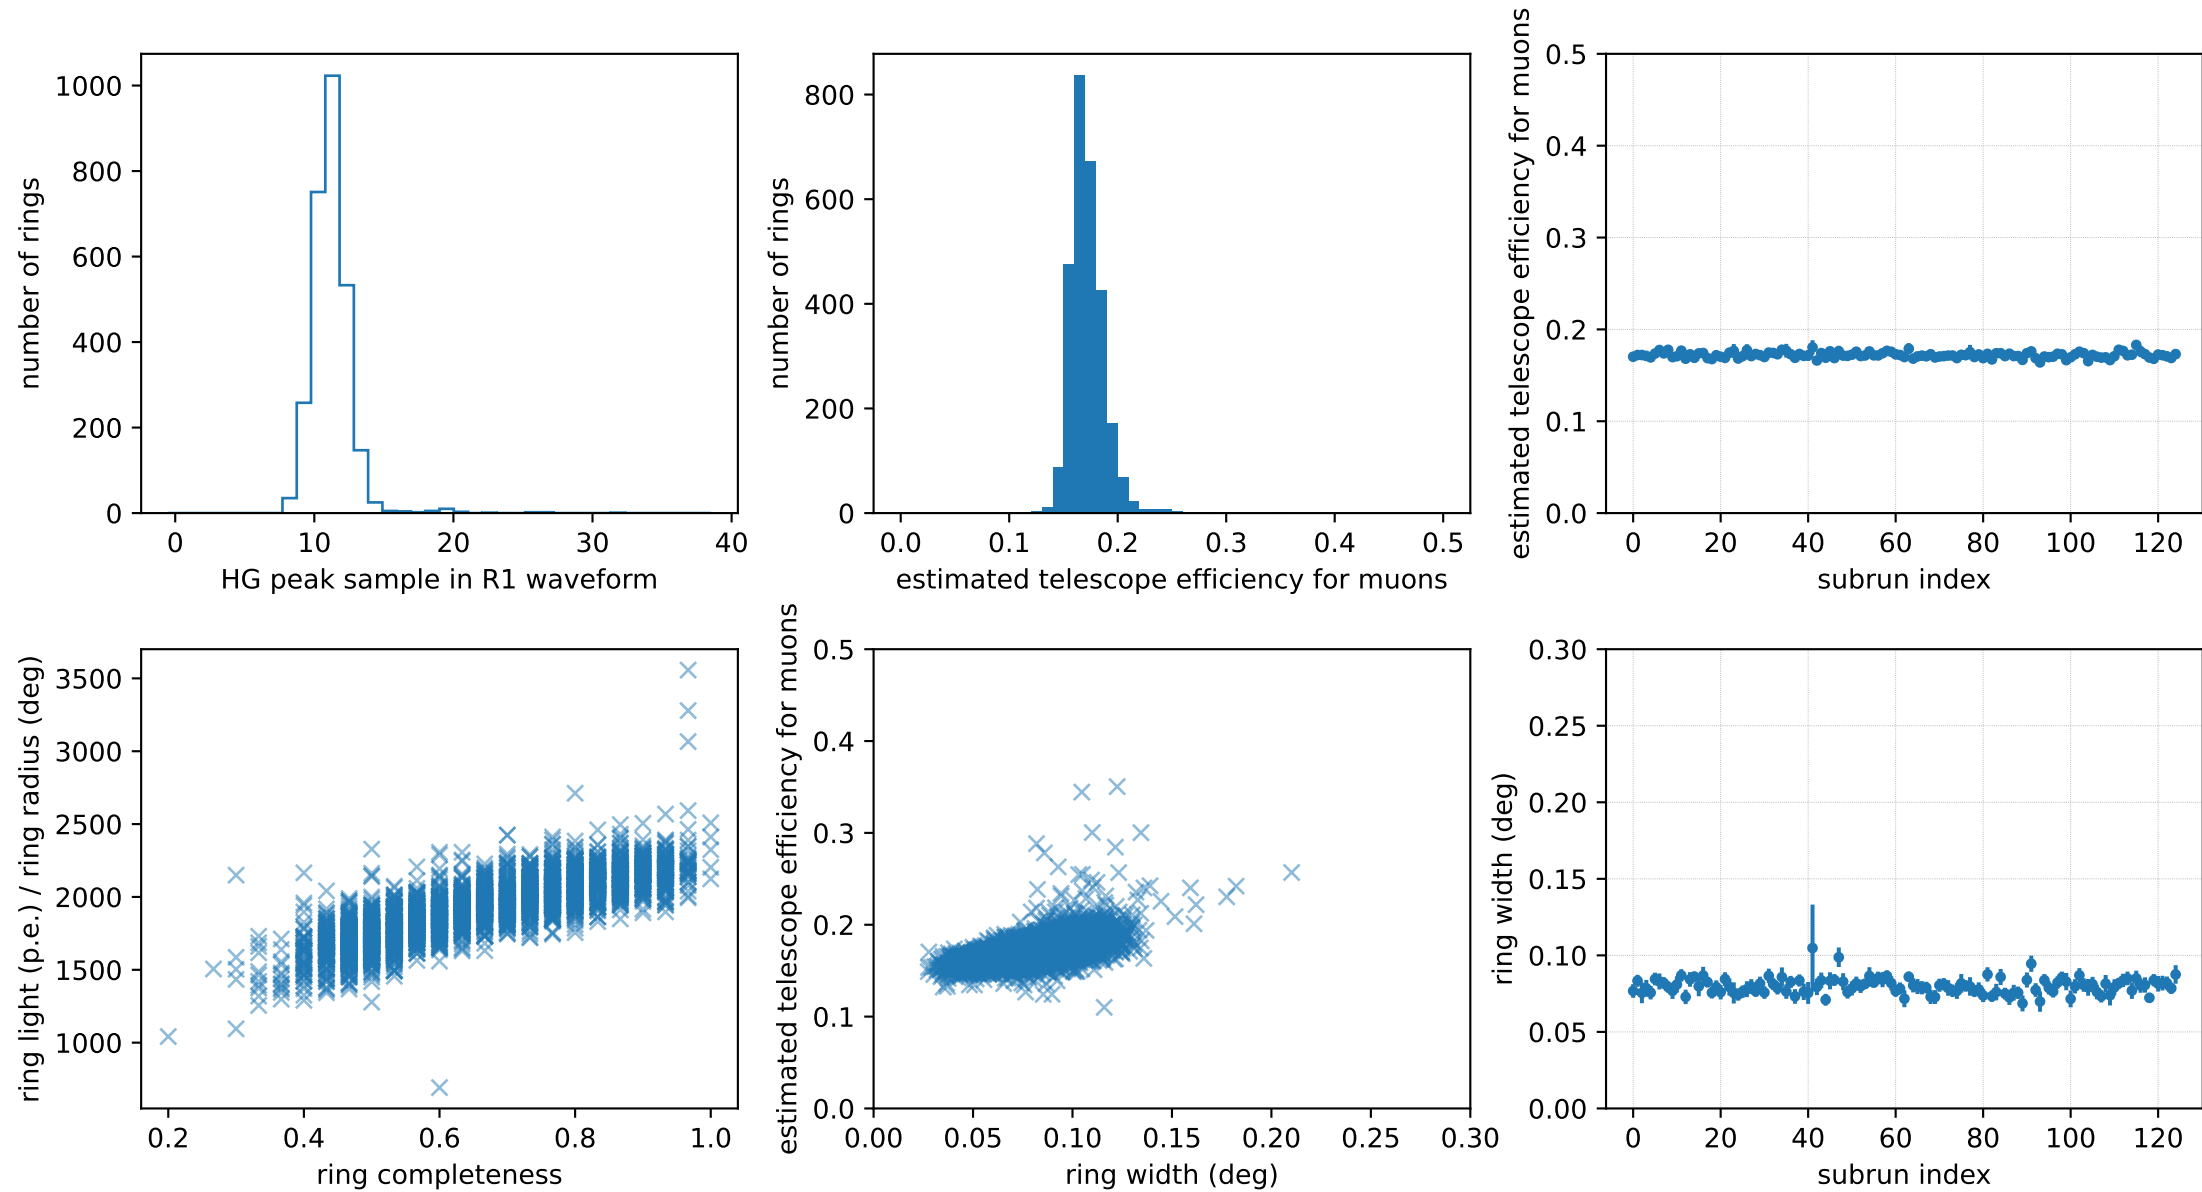 number of rings
1000
800
600
400
200
0
0 10 20 30 40
HG peak sample in R1 waveform
number of rings
800
600
400
200
0
0.0 0.1 0.2 0.3 0.4 0.5
estimated telescope efficiency for muons
estimated telescope efficiency for muons
0.5
0.4
0.3
0.2
0.1
0.0
0 20 40 60 80 100 120
subrun index
ring light (p.e.) / ring radius (deg)
3500
3000
2500
2000
1500
1000
0.2 0.4 0.6 0.8 1.0
ring completeness
estimated telescope efficiency for muons
0.5
0.4
0.3
0.2
0.1
0.0
0.00 0.05 0.10 0.15 0.20 0.25 0.30
ring width (deg)
ring width (deg)
0.30
0.25
0.20
0.15
0.10
0.05
0.00
0 20 40 60 80 100 120
subrun index